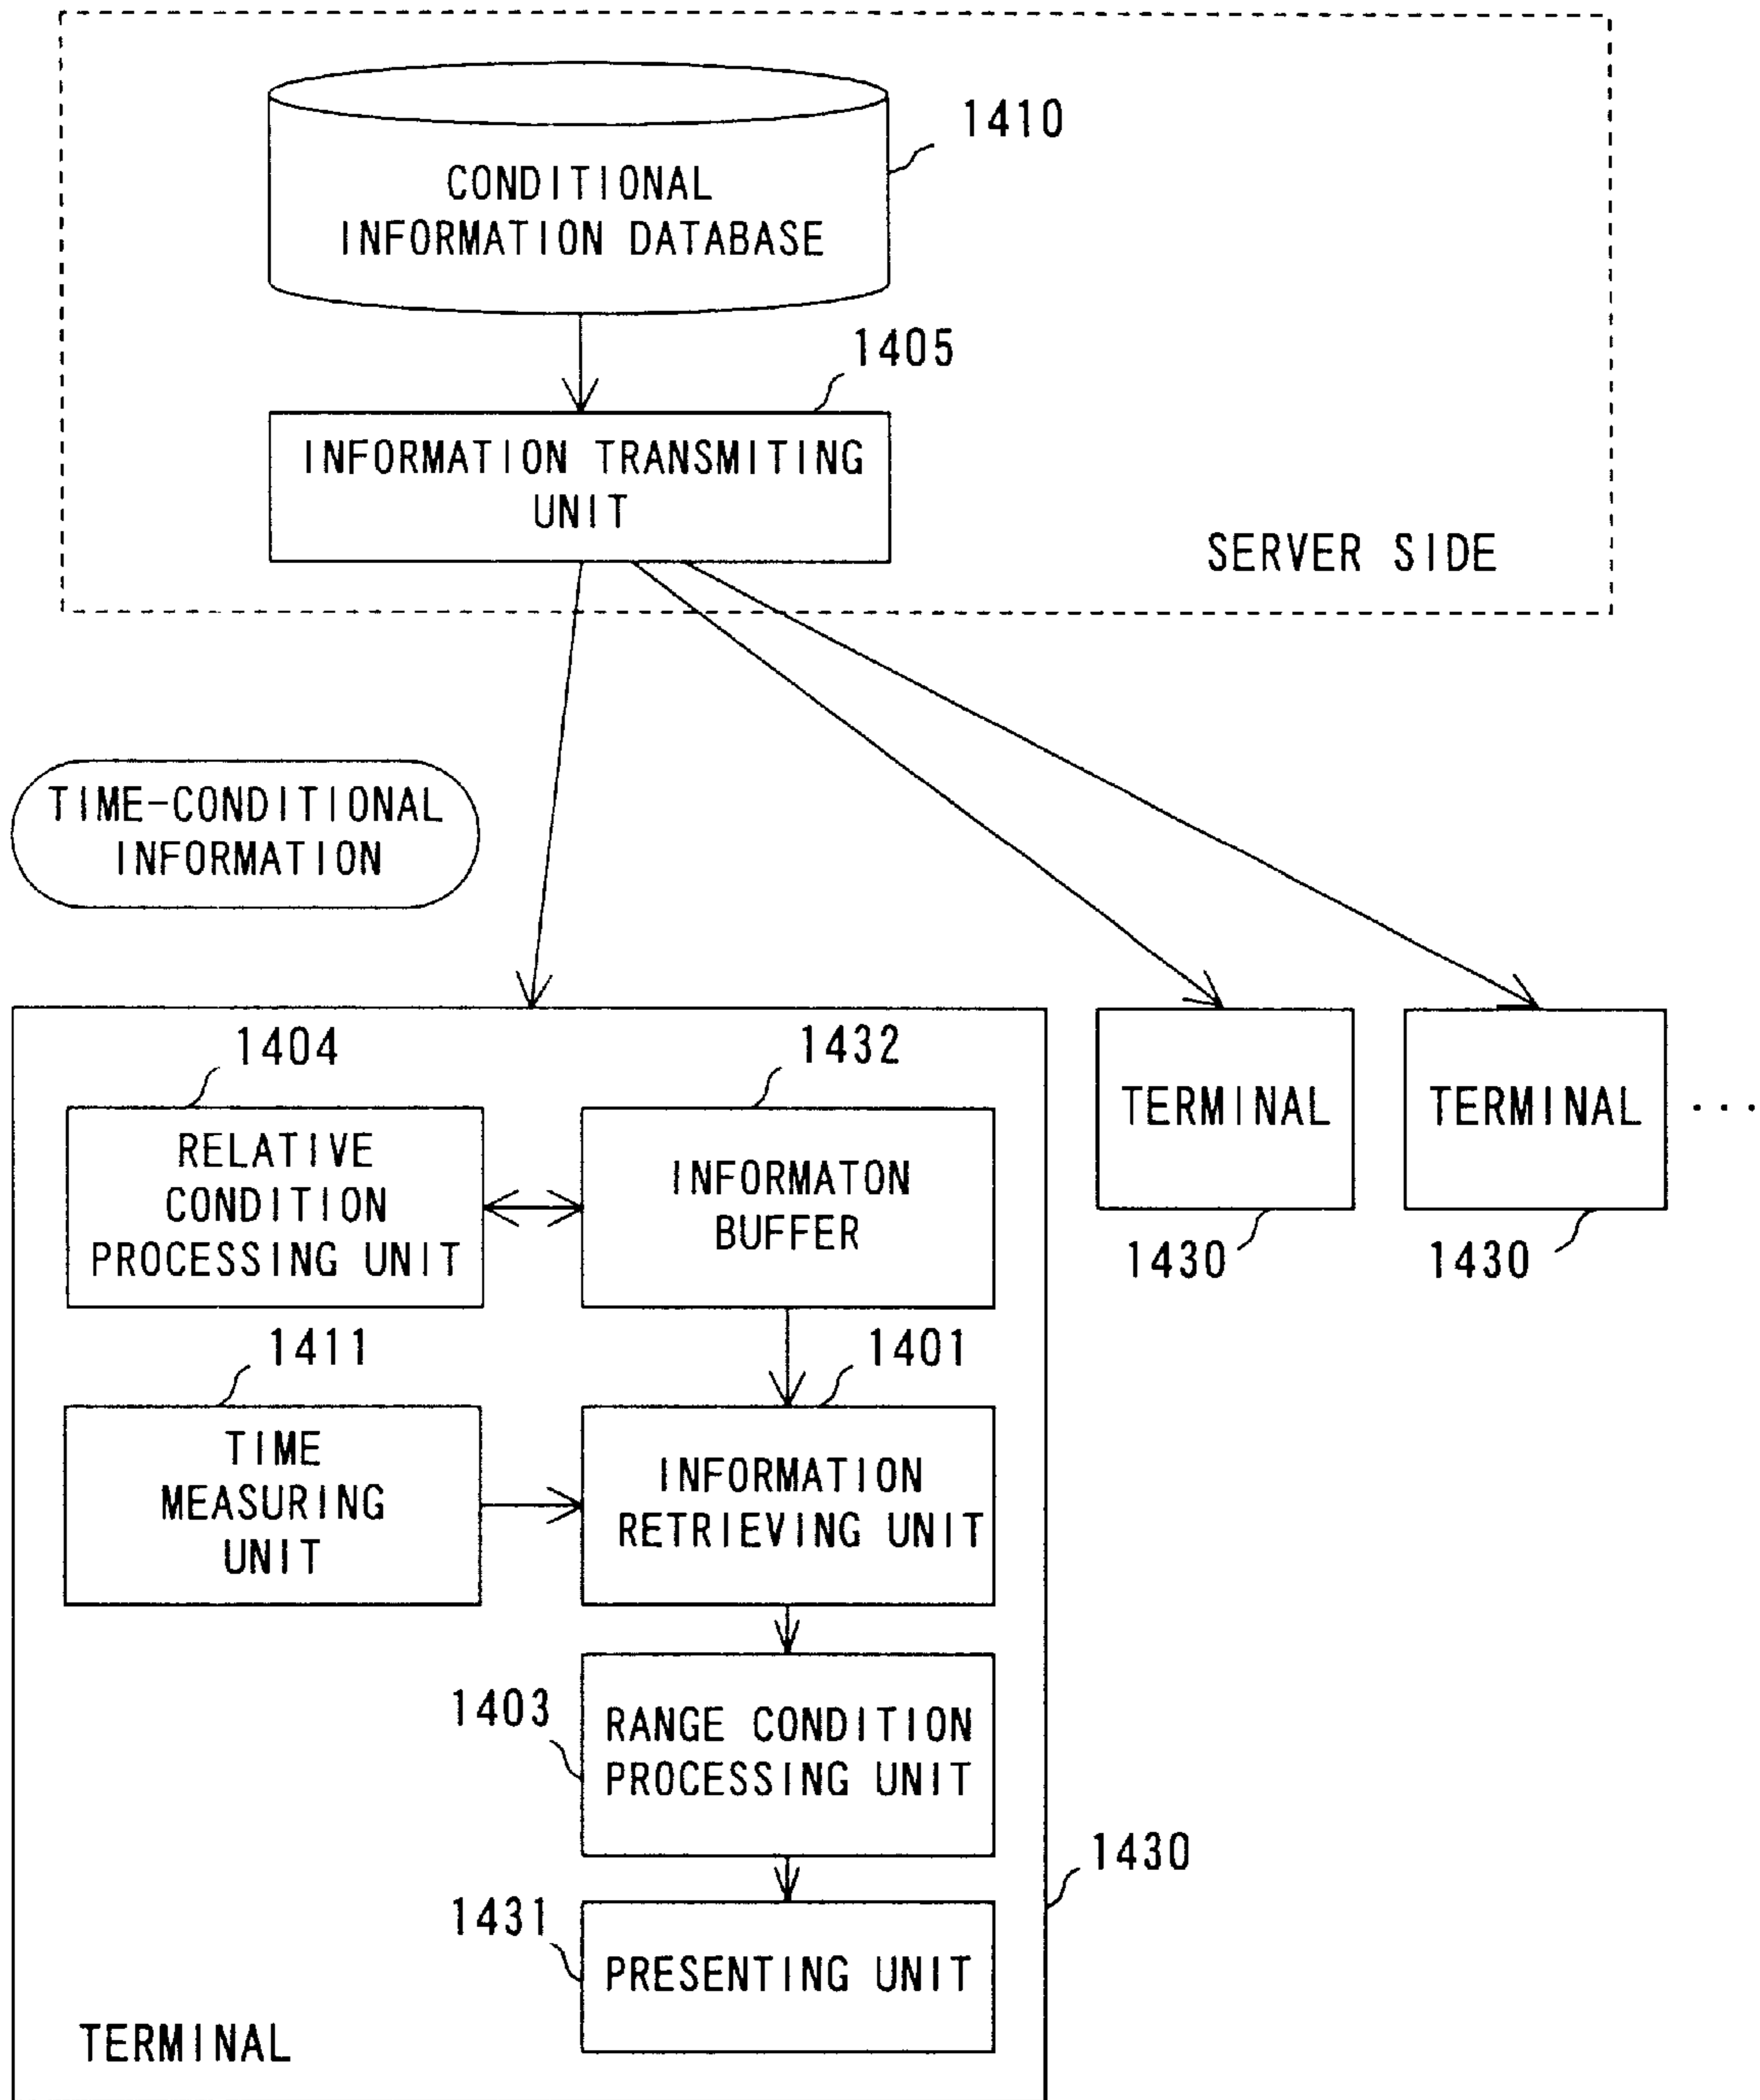 1410
CONDITIONAL
INFORMATION DATABASE
1405
INFORMATION TRANSMITING
UNIT
SERVER SIDE
TIME-CONDITIONAL
INFORMATION
1404
1432
RELATIVE
CONDITION
PROCESSING UNIT
INFORMATON
BUFFER
TERMINAL
TERMINAL
...
1430
1430
1411
1401
TIME
MEASURING
UNIT
INFORMATION
RETRIEVING UNIT
1403
RANGE CONDITION
PROCESSING UNIT
1430
1431
PRESENTING UNIT
TERMINAL